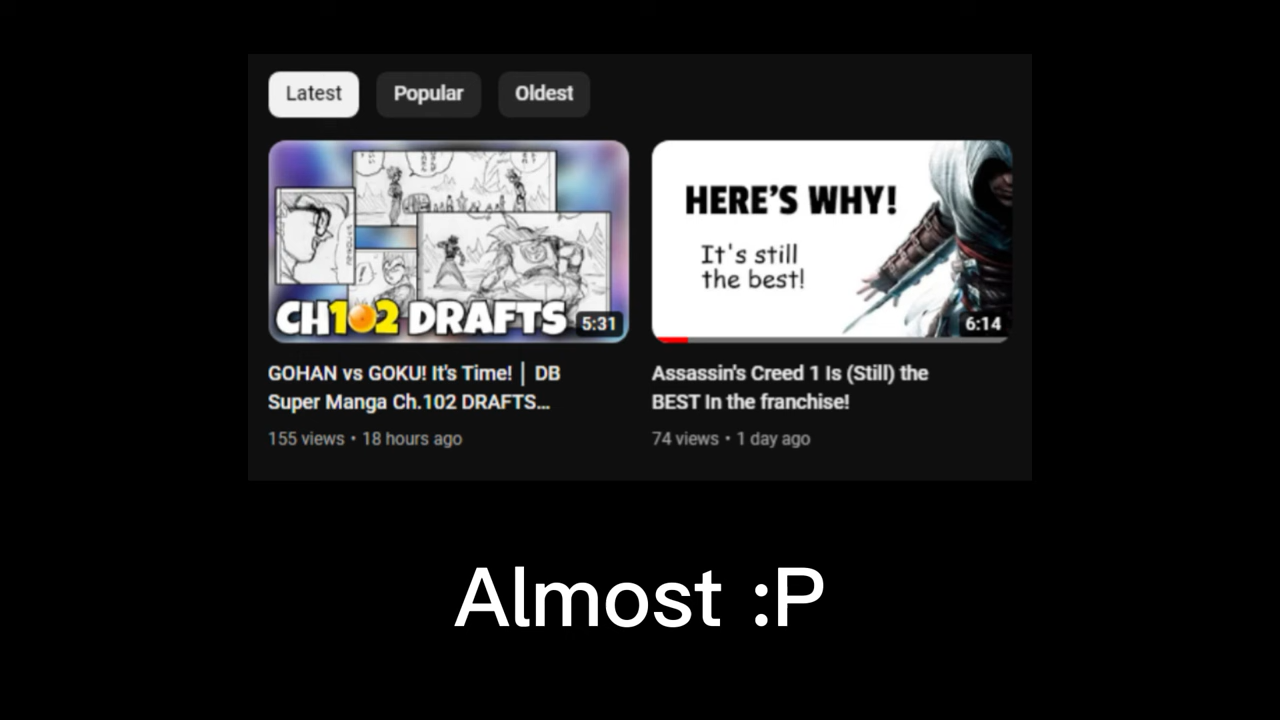 Latest
Popular
Oldest
CH102 DRAFTS
5:31
HERE'S WHY!
It's still
the best!
6:14
GOHAN vs GOKU! It's Time! | DB
Super Manga Ch.102 DRAFTS...
155 views • 18 hours ago
Assassin's Creed 1 Is (Still) the
BEST In the franchise!
74 views • 1 day ago
Almost :P